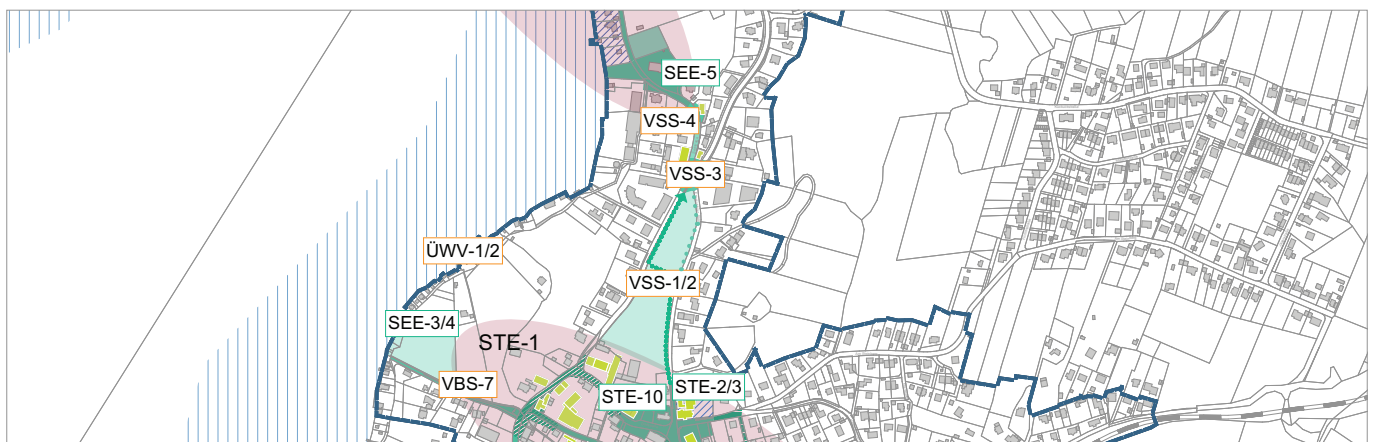 SEE-5
VSS-4
VSS-3
ÜWV-1/2
VSS-1/2
SEE-3/4
STE-1
VBS-7
STE-10
STE-2/3